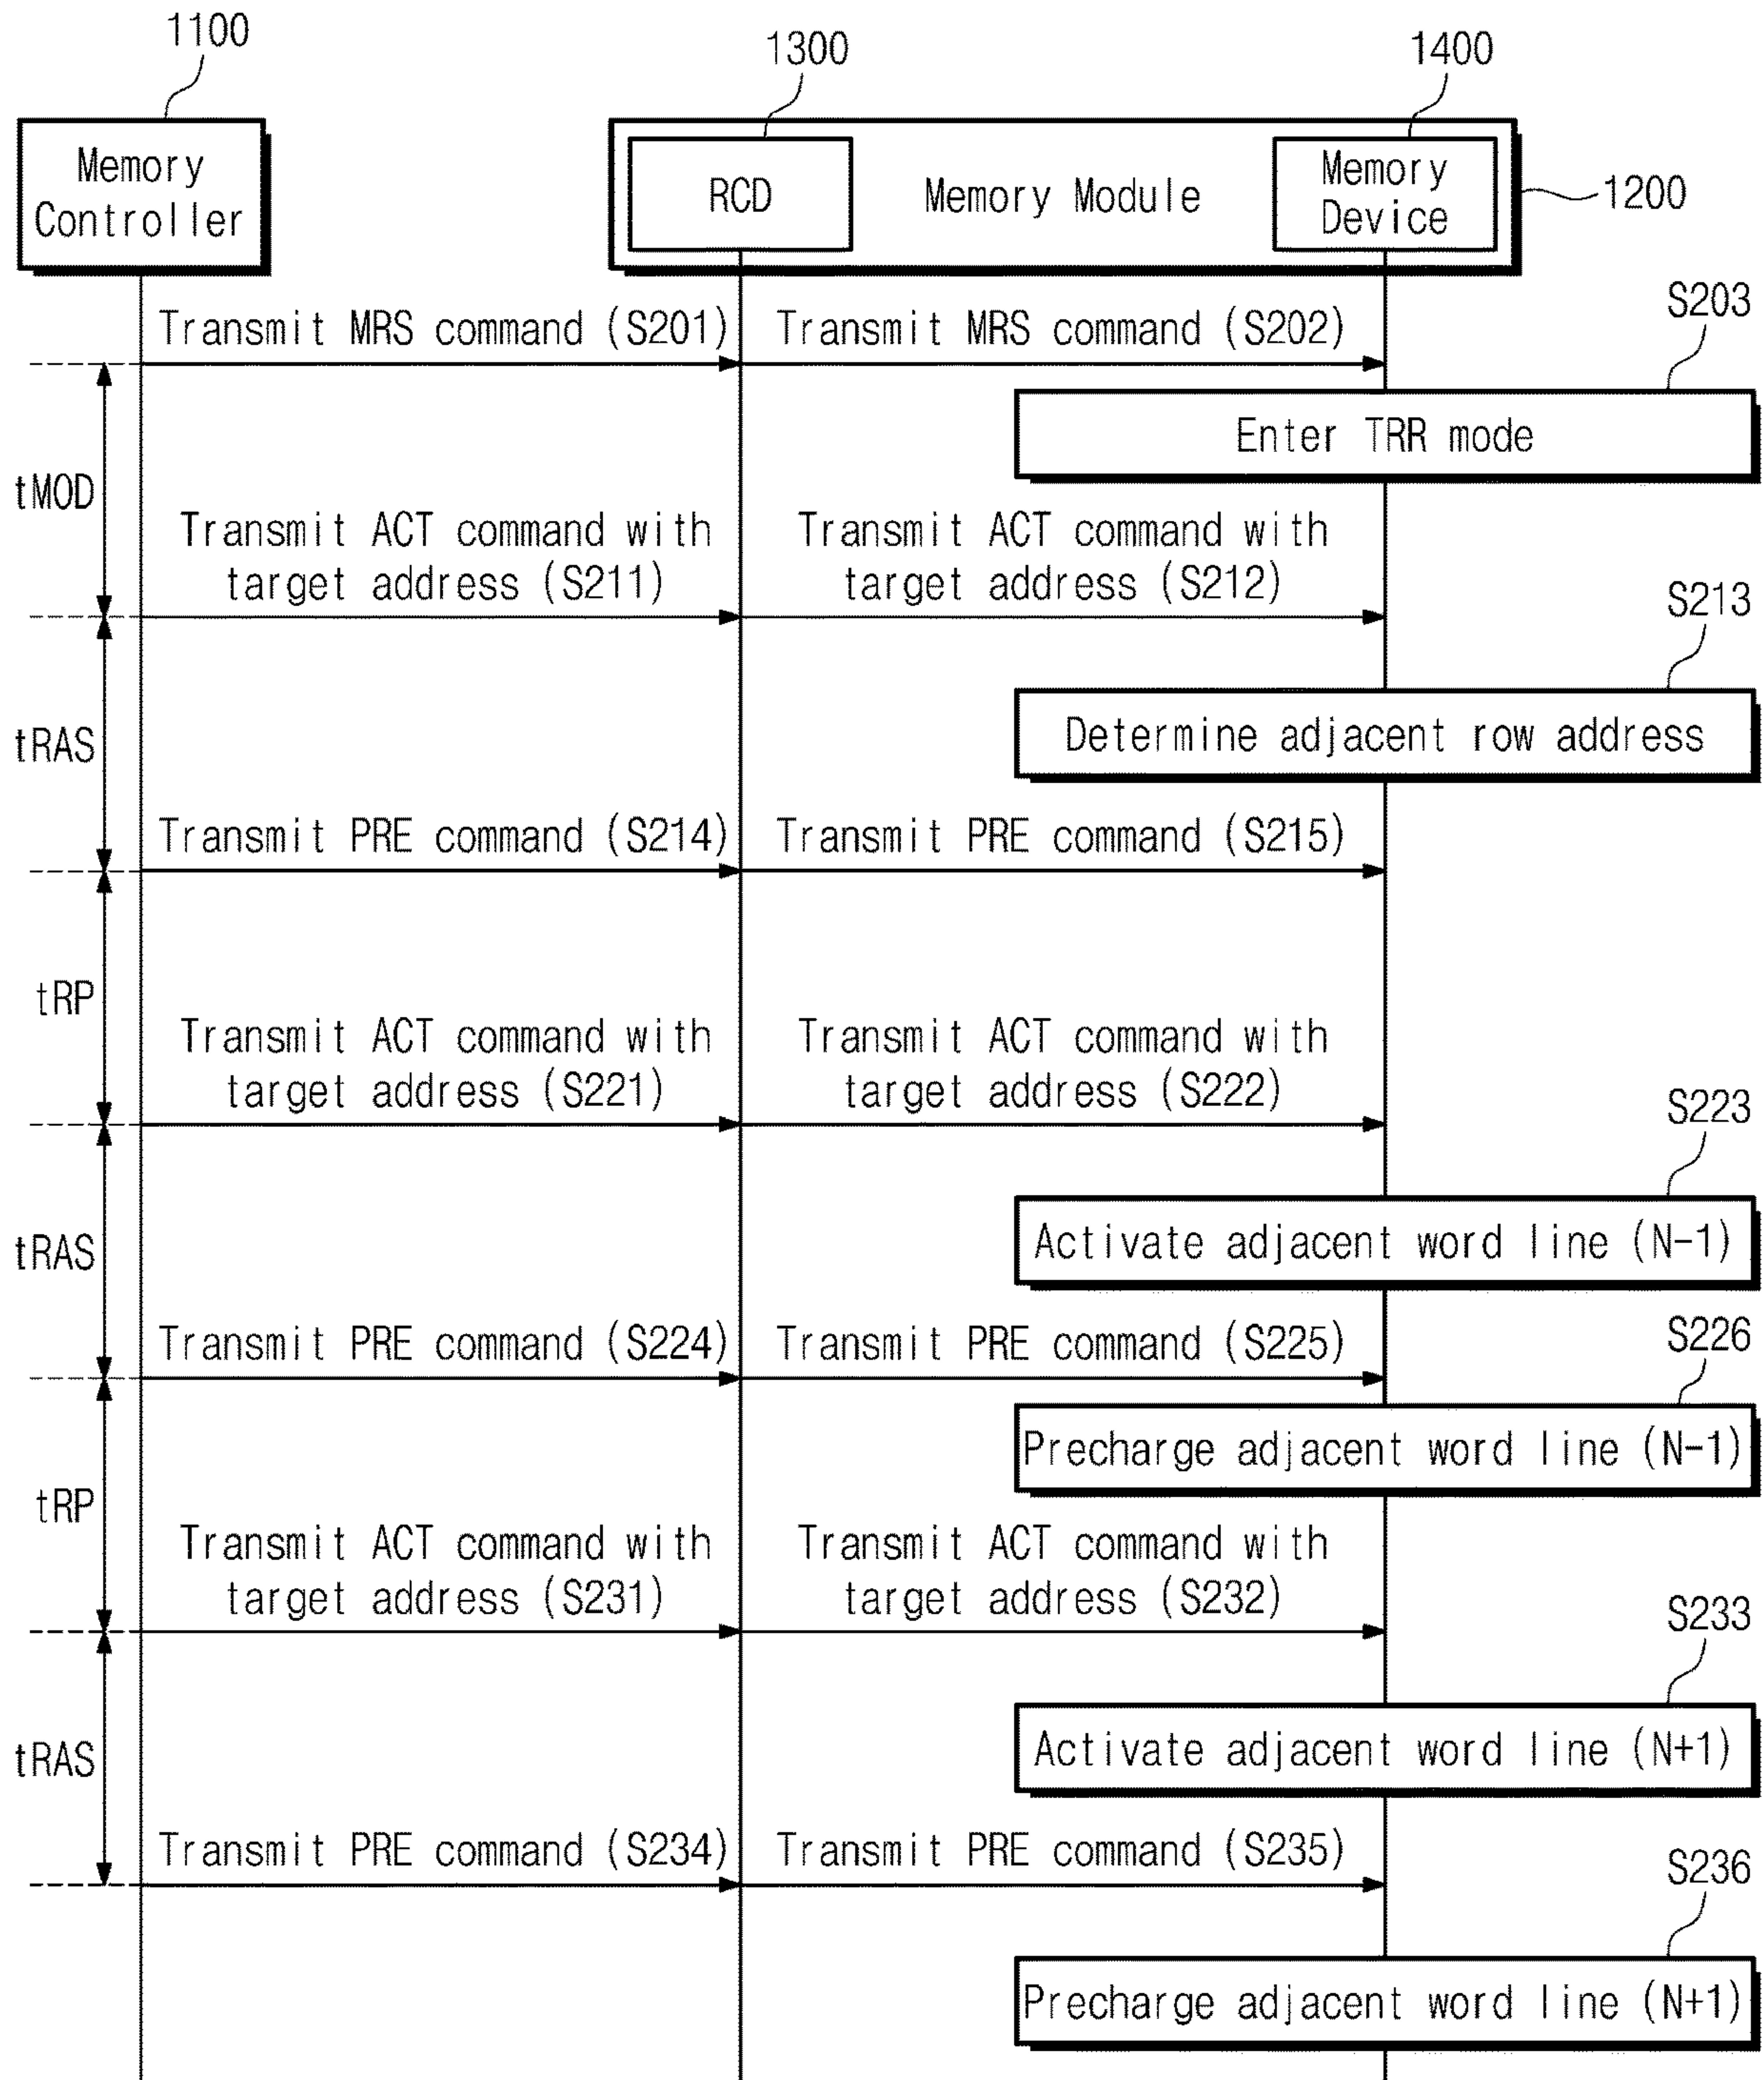 1100
1300
1400
Memory
Controller
RCD
Memory Module
Memory
Device
1200
Transmit MRS command (S201)
Transmit MRS command (S202)
S203
Enter TRR mode
tMOD
Transmit ACT command with
target address (S211)
Transmit ACT command with
target address (S212)
S213
Determine adjacent row address
tRAS
Transmit PRE command (S214)
Transmit PRE command (S215)
tRP
Transmit ACT command with
target address (S221)
Transmit ACT command with
target address (S222)
S223
Activate adjacent word line (N-1)
tRAS
Transmit PRE command (S224)
Transmit PRE command (S225)
S226
Precharge adjacent word line (N-1)
tRP
Transmit ACT command with
target address (S231)
Transmit ACT command with
target address (S232)
S233
Activate adjacent word line (N+1)
tRAS
Transmit PRE command (S234)
Transmit PRE command (S235)
S236
Precharge adjacent word line (N+1)